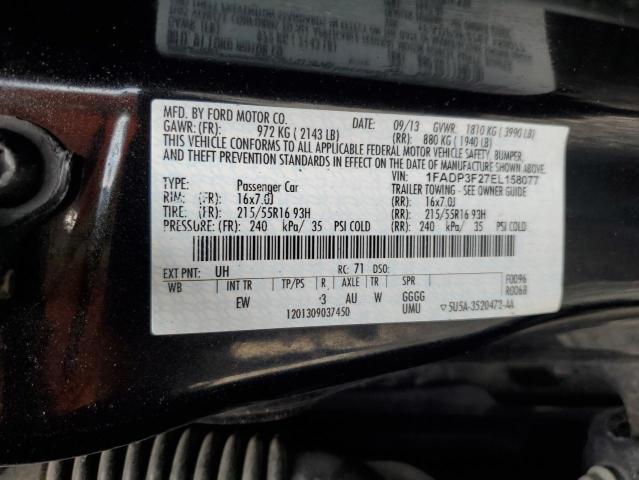 MFD. BY FORD MOTOR CO. DATE: 09/13 GVWR: 1810 KG ( 3990 LB)
GAWR: (FR): 972 KG ( 2143 LB) (RR): 880 KG ( 1940 LB)
THIS VEHICLE CONFORMS TO ALL APPLICABLE FEDERAL MOTOR VEHICLE SAFETY, BUMPER,
AND THEFT PREVENTION STANDARDS IN EFFECT ON THE DATE OF MANUFACTURE SHOWN ABOVE.
VIN: 1FADP3F27EL158077
TYPE: Passenger Car TRAILER TOWING - SEE OWNER GUIDE
RIM: (FR): 16x7.0J (RR): 16x7.0J
TIRE: (FR): 215/55R16 93H (RR): 215/55R16 93H
PRESSURE: (FR): 240 kPa/ 35 PSI COLD (RR): 240 kPa/ 35 PSI COLD
EXT PNT: UH RC: 71 DSO:
WB INT TR TP/PS R AXLE TR SPR F0096
EW 3 AU W GGGG R0068
UMU
1201309037450 5U5A-3520472-AA